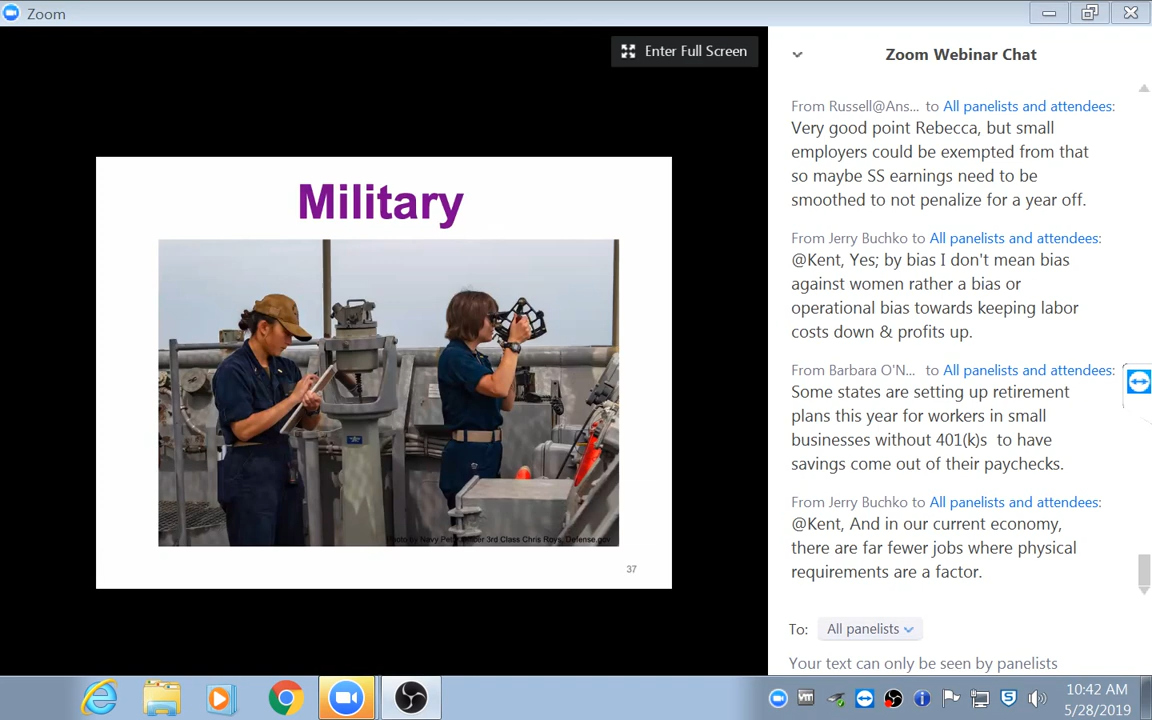 Zoom
Enter Full Screen
Military
Photo by Navy Petty Officer 3rd Class Chris Roys, Defense.gov
37
Zoom Webinar Chat
From Russell@Ans... to All panelists and attendees:
Very good point Rebecca, but small
employers could be exempted from that
so maybe SS earnings need to be
smoothed to not penalize for a year off.
From Jerry Buchko to All panelists and attendees:
@Kent, Yes; by bias I don't mean bias
against women rather a bias or
operational bias towards keeping labor
costs down & profits up.
From Barbara O'N... to All panelists and attendees:
Some states are setting up retirement
plans this year for workers in small
businesses without 401(k)s to have
savings come out of their paychecks.
From Jerry Buchko to All panelists and attendees:
@Kent, And in our current economy,
there are far fewer jobs where physical
requirements are a factor.
To: All panelists
Your text can only be seen by panelists
10:42 AM
5/28/2019